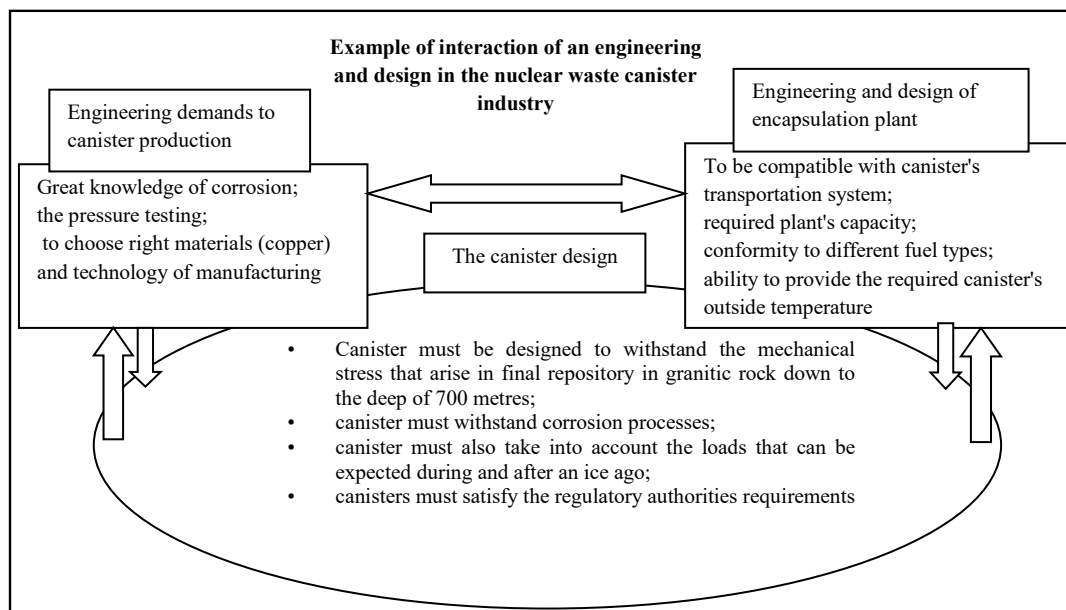 Example of interaction of an engineering
and design in the nuclear waste canister
industry
Engineering demands to
canister production
Great knowledge of corrosion;
the pressure testing;
to choose right materials (copper)
and technology of manufacturing
Engineering and design of
encapsulation plant
To be compatible with canister's
transportation system;
required plant's capacity;
conformity to different fuel types;
ability to provide the required canister's
outside temperature
The canister design
• Canister must be designed to withstand the mechanical
stress that arise in final repository in granitic rock down to
the deep of 700 metres;
• canister must withstand corrosion processes;
• canister must also take into account the loads that can be
expected during and after an ice ago;
• canisters must satisfy the regulatory authorities requirements